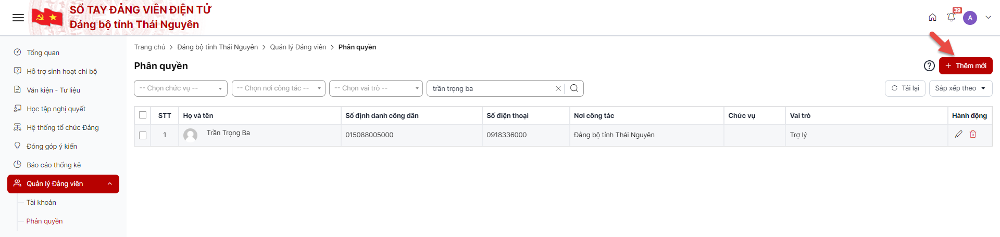 SỔ TAY ĐẢNG VIÊN ĐIỆN TỬ
Đảng bộ tỉnh Thái Nguyên
39
A
Tổng quan
Hỗ trợ sinh hoạt chi bộ
Văn kiện - Tư liệu
Học tập nghị quyết
Hệ thống tổ chức Đảng
Đóng góp ý kiến
Báo cáo thống kê
Quản lý Đảng viên
Tài khoản
Phân quyền
Trang chủ > Đảng bộ tỉnh Thái Nguyên > Quản lý Đảng viên > Phân quyền
Phân quyền
? + Thêm mới
-- Chọn chức vụ -- -- Chọn nơi công tác -- -- Chọn vai trò -- trần trọng ba Tải lại Sắp xếp theo
STT Họ và tên Số định danh công dân Số điện thoại Nơi công tác Chức vụ Vai trò Hành động
1 Trần Trọng Ba 015088005000 0918336000 Đảng bộ tỉnh Thái Nguyên Trợ lý